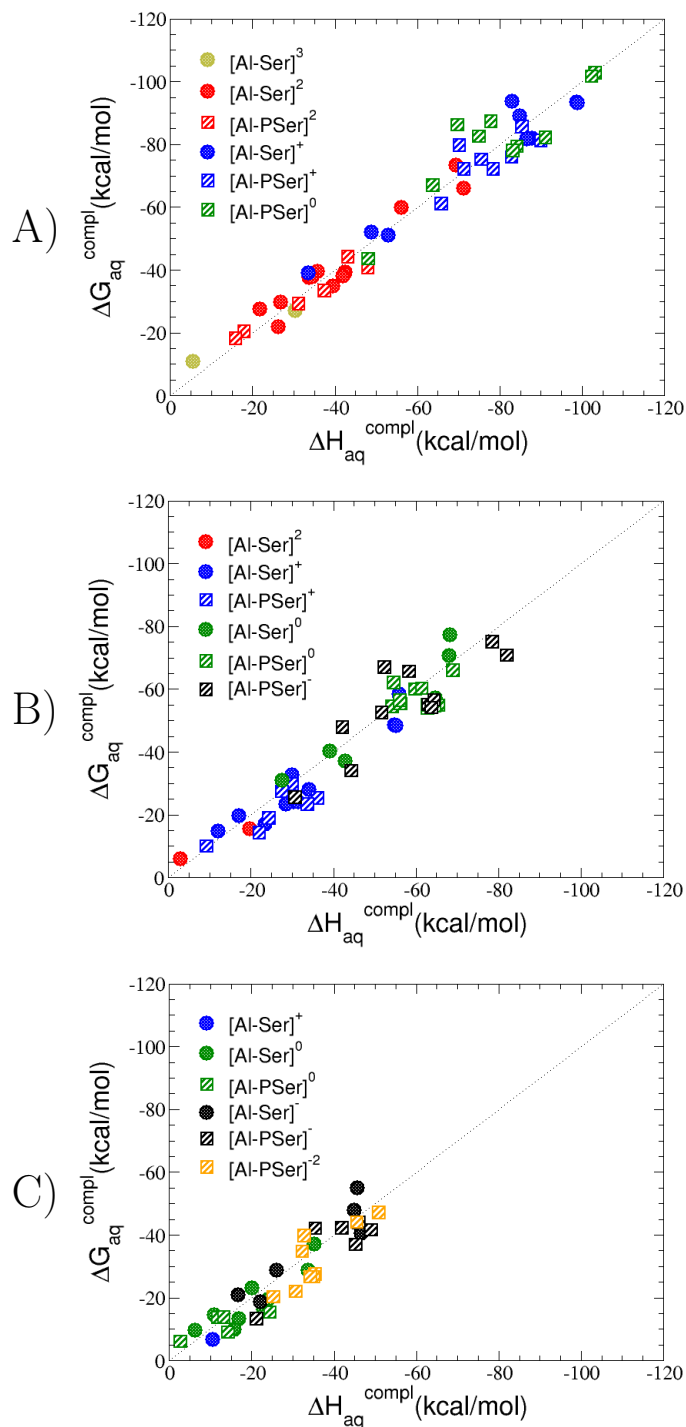 A)
-120
-100
-80
-60
-40
-20
0
ΔG_aq^compl(kcal/mol)
[Al-Ser]^3
[Al-Ser]^2
[Al-PSer]^2
[Al-Ser]^+
[Al-PSer]^+
[Al-PSer]^0
0 -20 -40 -60 -80 -100 -120
ΔH_aq^compl(kcal/mol)
B)
-120
-100
-80
-60
-40
-20
0
ΔG_aq^compl(kcal/mol)
[Al-Ser]^2
[Al-Ser]^+
[Al-PSer]^+
[Al-Ser]^0
[Al-PSer]^0
[Al-PSer]^-
0 -20 -40 -60 -80 -100 -120
ΔH_aq^compl(kcal/mol)
C)
-120
-100
-80
-60
-40
-20
0
ΔG_aq^compl(kcal/mol)
[Al-Ser]^+
[Al-Ser]^0
[Al-PSer]^0
[Al-Ser]^-
[Al-PSer]^-
[Al-PSer]^-2
0 -20 -40 -60 -80 -100 -120
ΔH_aq^compl(kcal/mol)